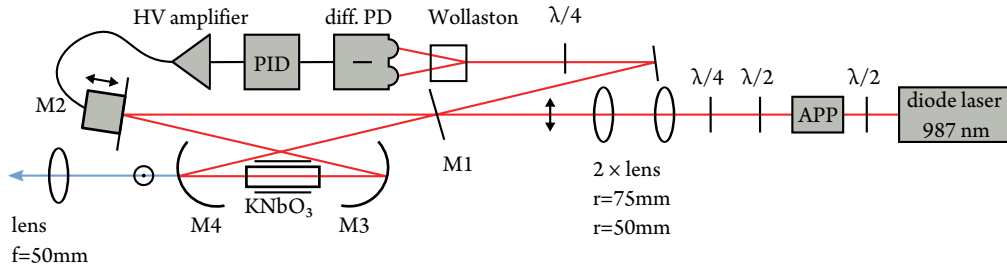 HV amplifier
diff. PD
Wollaston
λ/4
PID
–
M2
λ/4
λ/2
λ/2
APP
diode laser
987 nm
M1
2 × lens
r=75mm
r=50mm
KNbO₃
M4
M3
lens
f=50mm